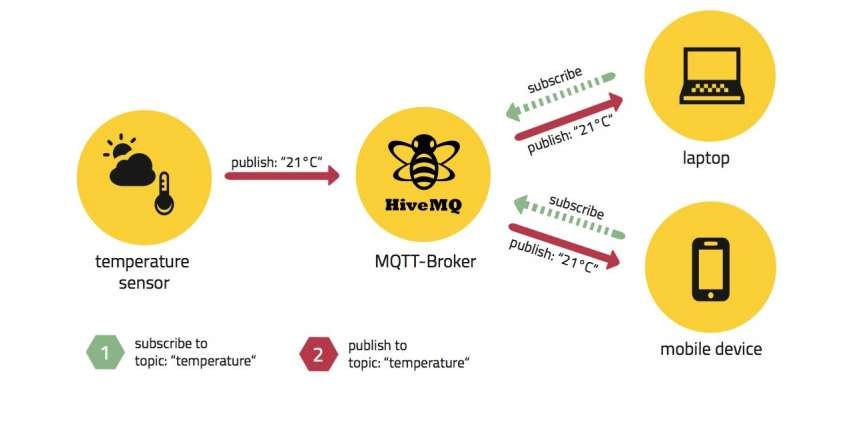 subscribe
publish: "21°C"
laptop
publish: "21°C"
HiveMQ
MQTT-Broker
temperature
sensor
subscribe
publish: "21°C"
mobile device
1
subscribe to
topic: "temperature"
2
publish to
topic: "temperature"